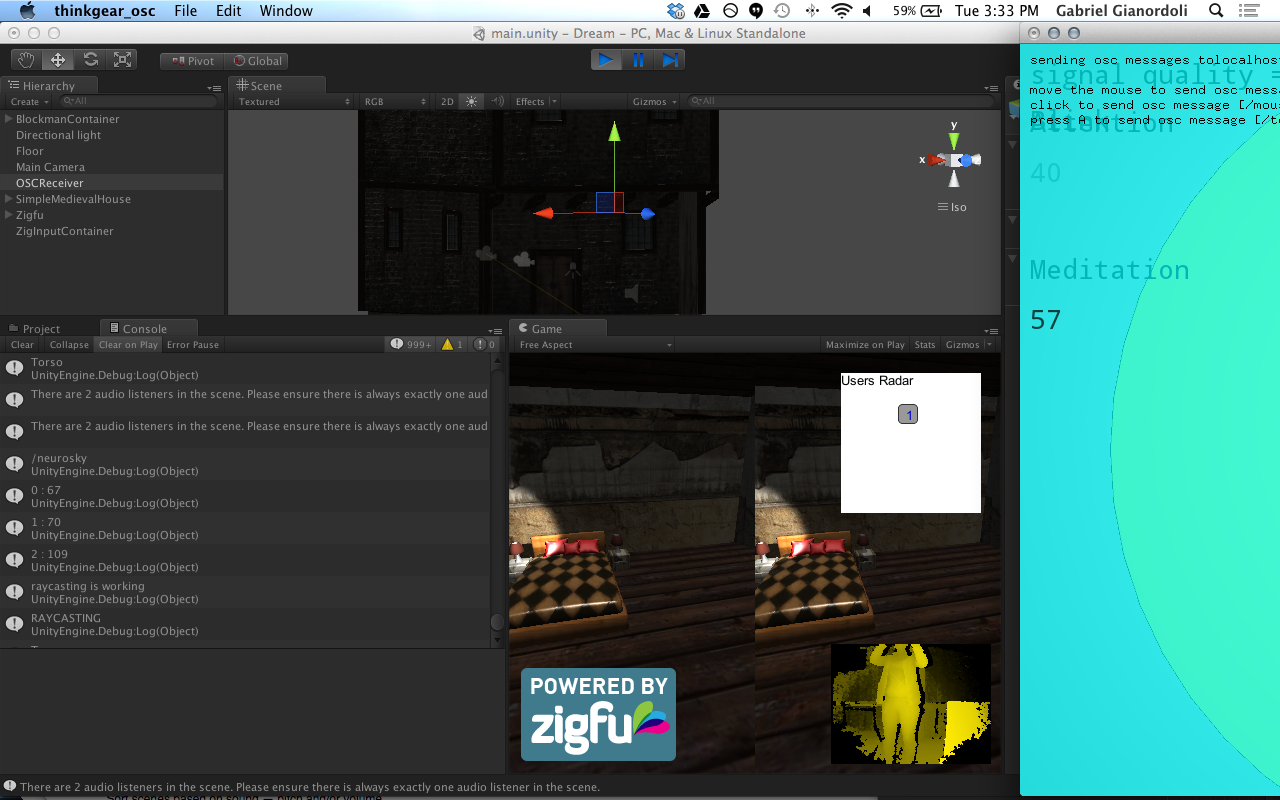 thinkgear_osc File Edit Window
59% Tue 3:33 PM Gabriel Gianordoli
main.unity – Dream – PC, Mac & Linux Standalone
Pivot Global
Hierarchy
Create All
BlockmanContainer
Directional light
Floor
Main Camera
OSCReceiver
SimpleMedievalHouse
Zigfu
ZigInputContainer
Scene
Textured RGB 2D Effects Gizmos All
y
x
Iso
Project Console
Clear Collapse Clear on Play Error Pause 999+ 1 0
Torso
UnityEngine.Debug:Log(Object)
There are 2 audio listeners in the scene. Please ensure there is always exactly one aud
There are 2 audio listeners in the scene. Please ensure there is always exactly one aud
/neurosky
UnityEngine.Debug:Log(Object)
0 : 67
UnityEngine.Debug:Log(Object)
1 : 70
UnityEngine.Debug:Log(Object)
2 : 109
UnityEngine.Debug:Log(Object)
raycasting is working
UnityEngine.Debug:Log(Object)
RAYCASTING
UnityEngine.Debug:Log(Object)
Game
Free Aspect Maximize on Play Stats Gizmos
Users Radar
1
POWERED BY
zigfu
There are 2 audio listeners in the scene. Please ensure there is always exactly one audio listener in the scene.
sending osc messages tolocalhos
signal quality =
move the mouse to send osc messa
click to send osc message [/mou
press A to send osc message [/te
Attention
40
Meditation
57